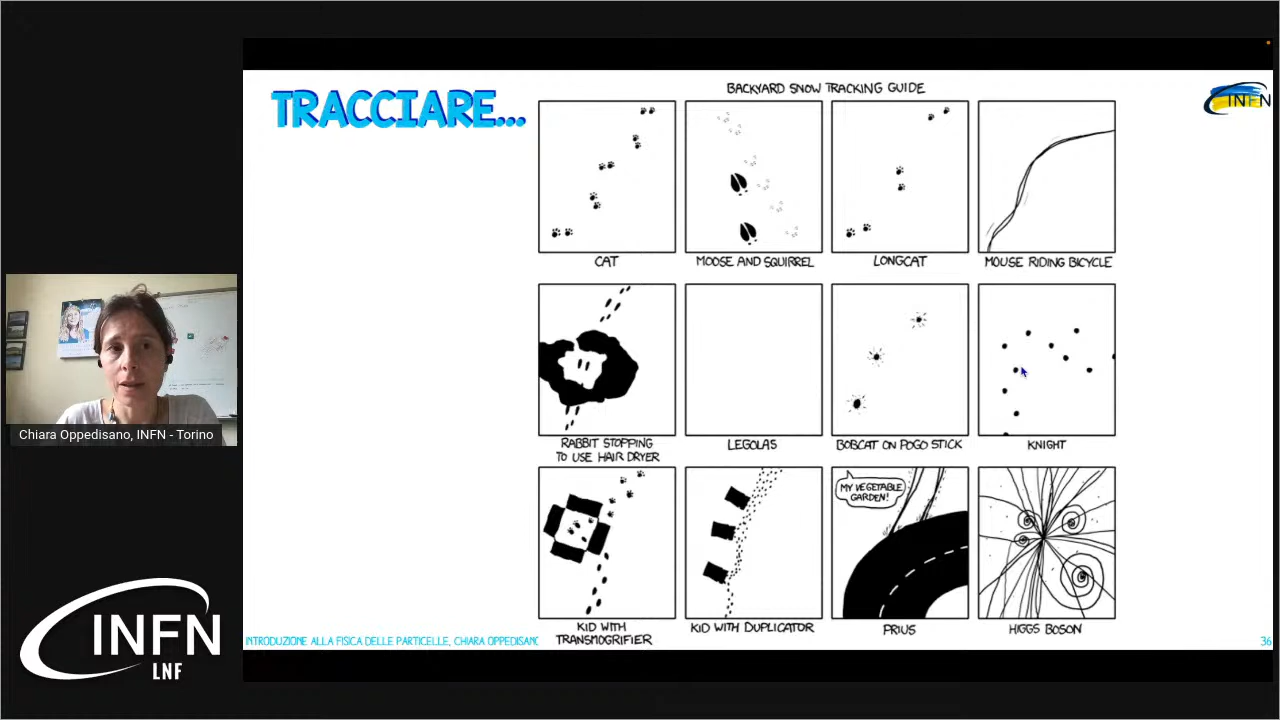 TRACCIARE...
BACKYARD SNOW TRACKING GUIDE
INFN
CAT
MOOSE AND SQUIRREL
LONGCAT
MOUSE RIDING BICYCLE
RABBIT STOPPING
TO USE HAIR DRYER
LEGOLAS
BOBCAT ON POGO STICK
KNIGHT
MY VEGETABLE
GARDEN!
KID WITH
TRANSMOGRIFIER
KID WITH DUPLICATOR
PRIUS
HIGGS BOSON
INTRODUZIONE ALLA FISICA DELLE PARTICELLE, CHIARA OPPEDISANO
36
Chiara Oppedisano, INFN - Torino
INFN
LNF